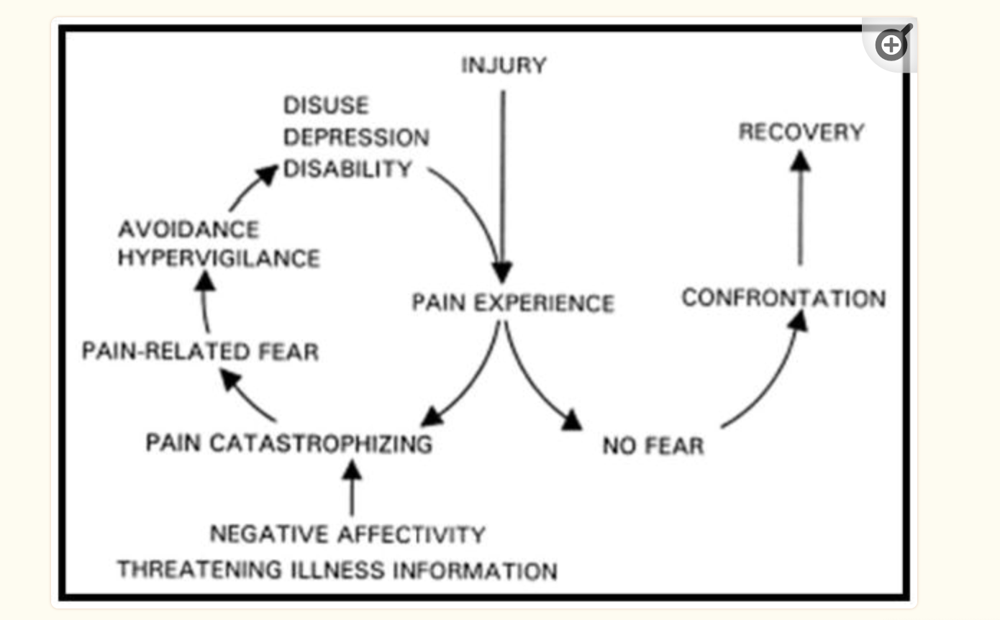 INJURY
DISUSE
DEPRESSION
DISABILITY
RECOVERY
AVOIDANCE
HYPERVIGILANCE
PAIN EXPERIENCE
CONFRONTATION
PAIN-RELATED FEAR
PAIN CATASTROPHIZING
NO FEAR
NEGATIVE AFFECTIVITY
THREATENING ILLNESS INFORMATION